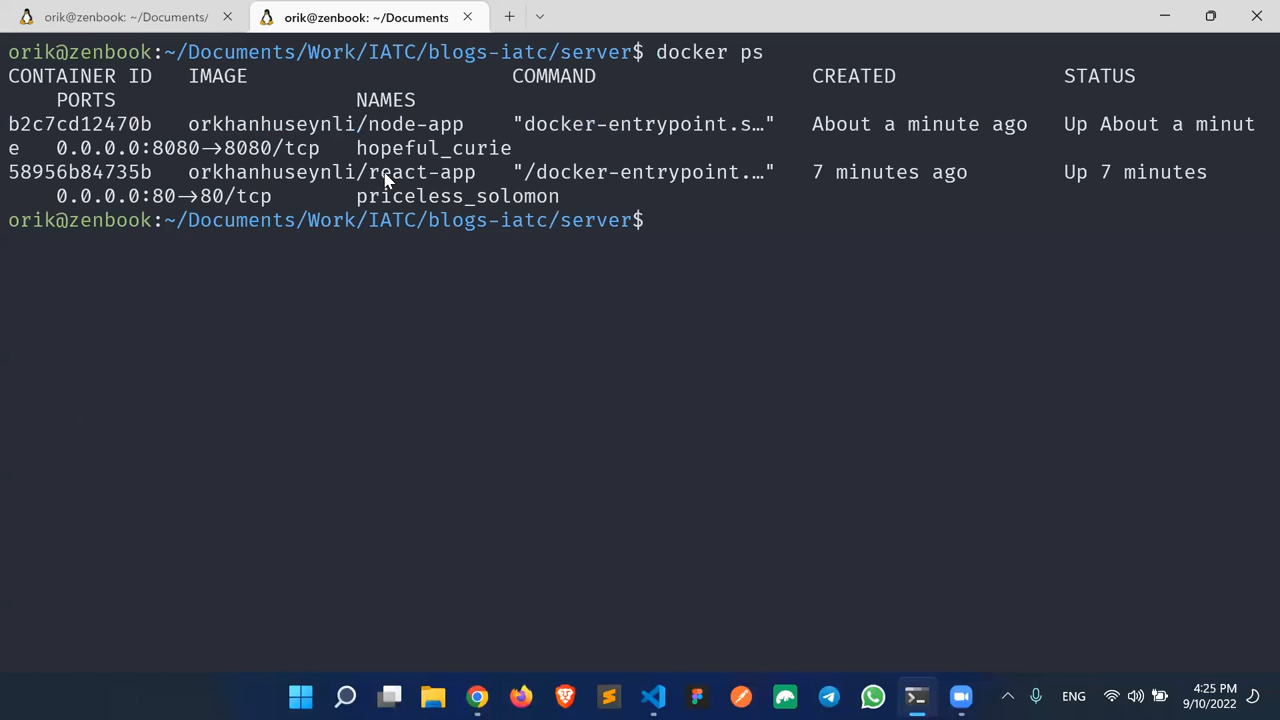 orik@zenbook: ~/Documents/
orik@zenbook: ~/Documents
orik@zenbook:~/Documents/Work/IATC/blogs-iatc/server$ docker ps
CONTAINER ID   IMAGE                      COMMAND                  CREATED              STATUS
    PORTS                    NAMES
b2c7cd12470b   orkhanhuseynli/node-app    "docker-entrypoint.s…"   About a minute ago   Up About a minut
e   0.0.0.0:8080->8080/tcp   hopeful_curie
58956b84735b   orkhanhuseynli/react-app   "/docker-entrypoint.…"   7 minutes ago        Up 7 minutes
    0.0.0.0:80->80/tcp       priceless_solomon
orik@zenbook:~/Documents/Work/IATC/blogs-iatc/server$
ENG
4:25 PM
9/10/2022